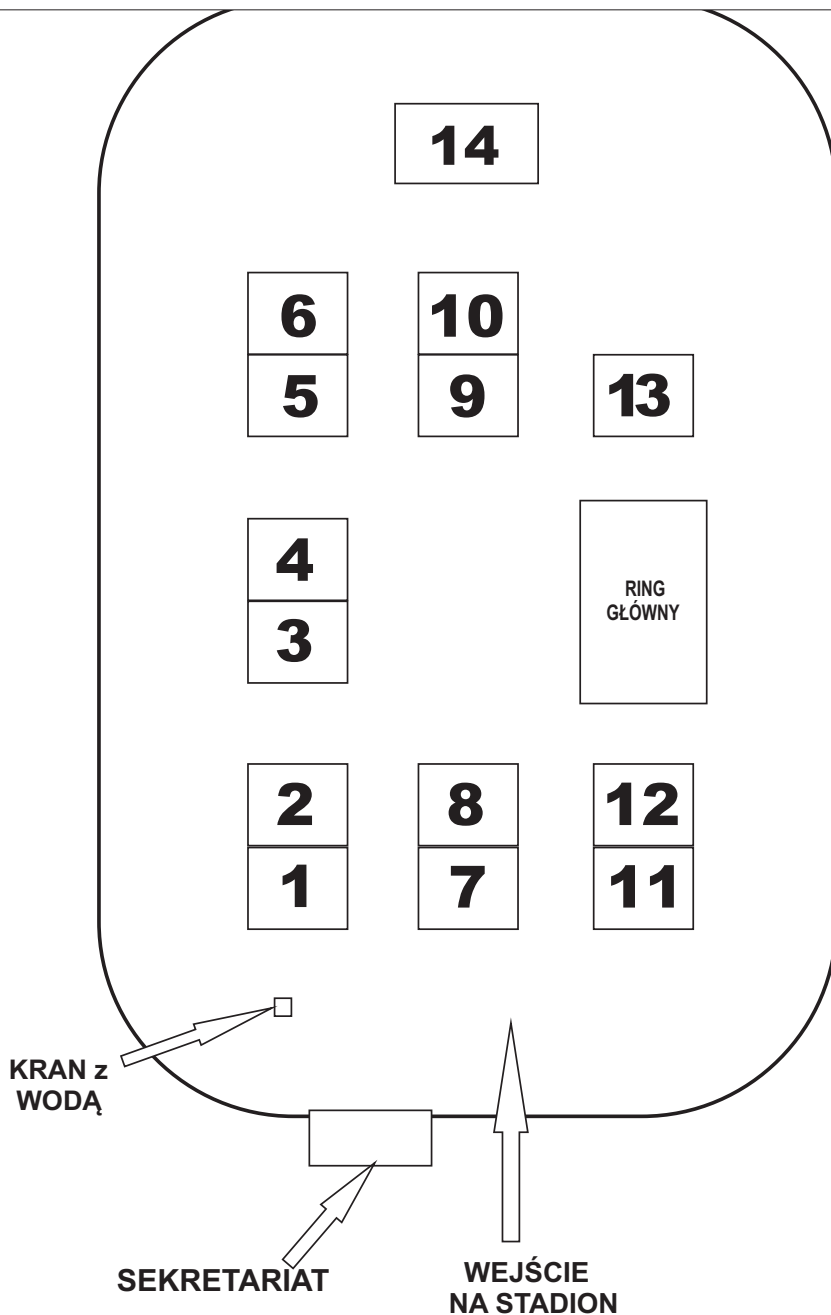 14
6
10
5
9
13
4
3
RING
GŁÓWNY
2
8
12
1
7
11
KRAN z
WODĄ
SEKRETARIAT
WEJŚCIE
NA STADION